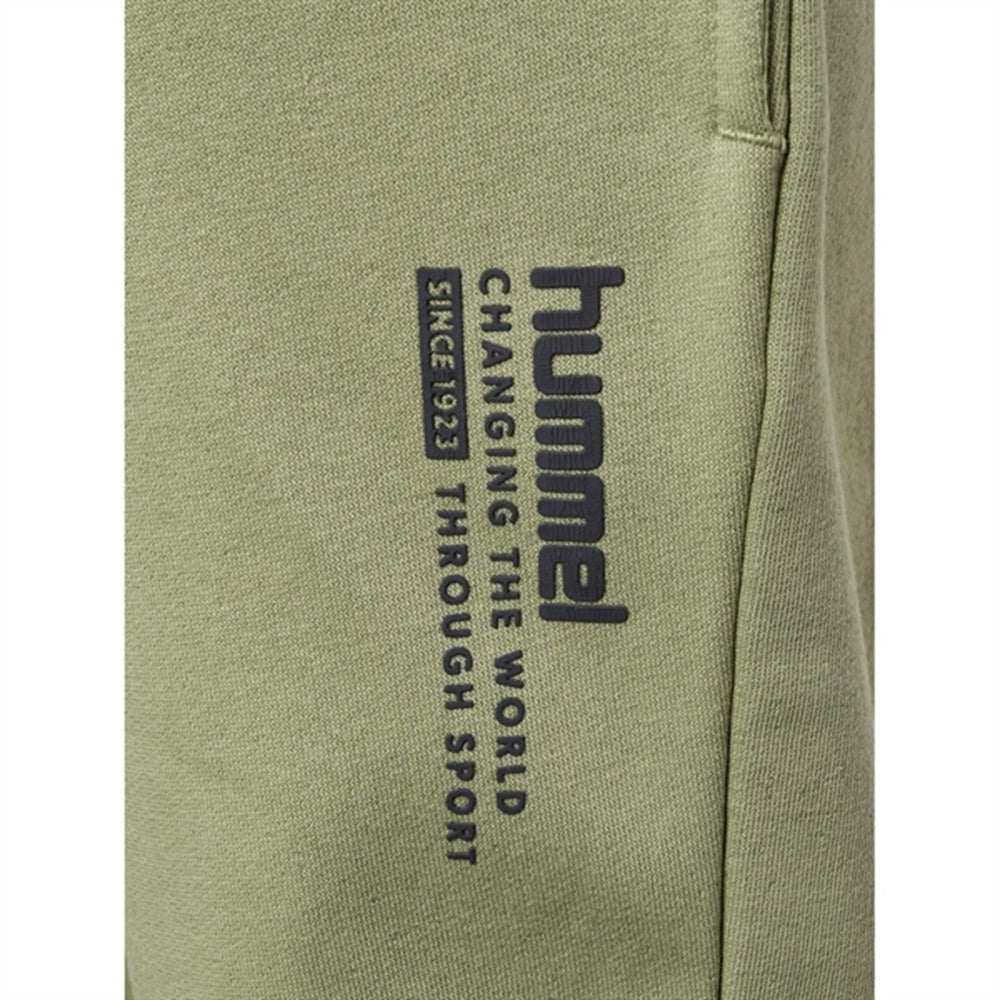 hummel
CHANGING THE WORLD
SINCE 1923 THROUGH SPORT